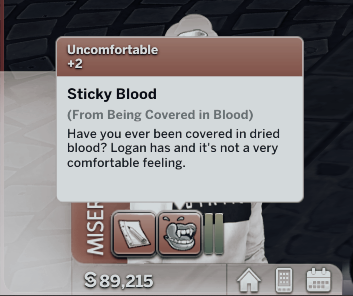 Uncomfortable
+2
Sticky Blood
(From Being Covered in Blood)
Have you ever been covered in dried
blood? Logan has and it's not a very
comfortable feeling.
MISER
§89,215